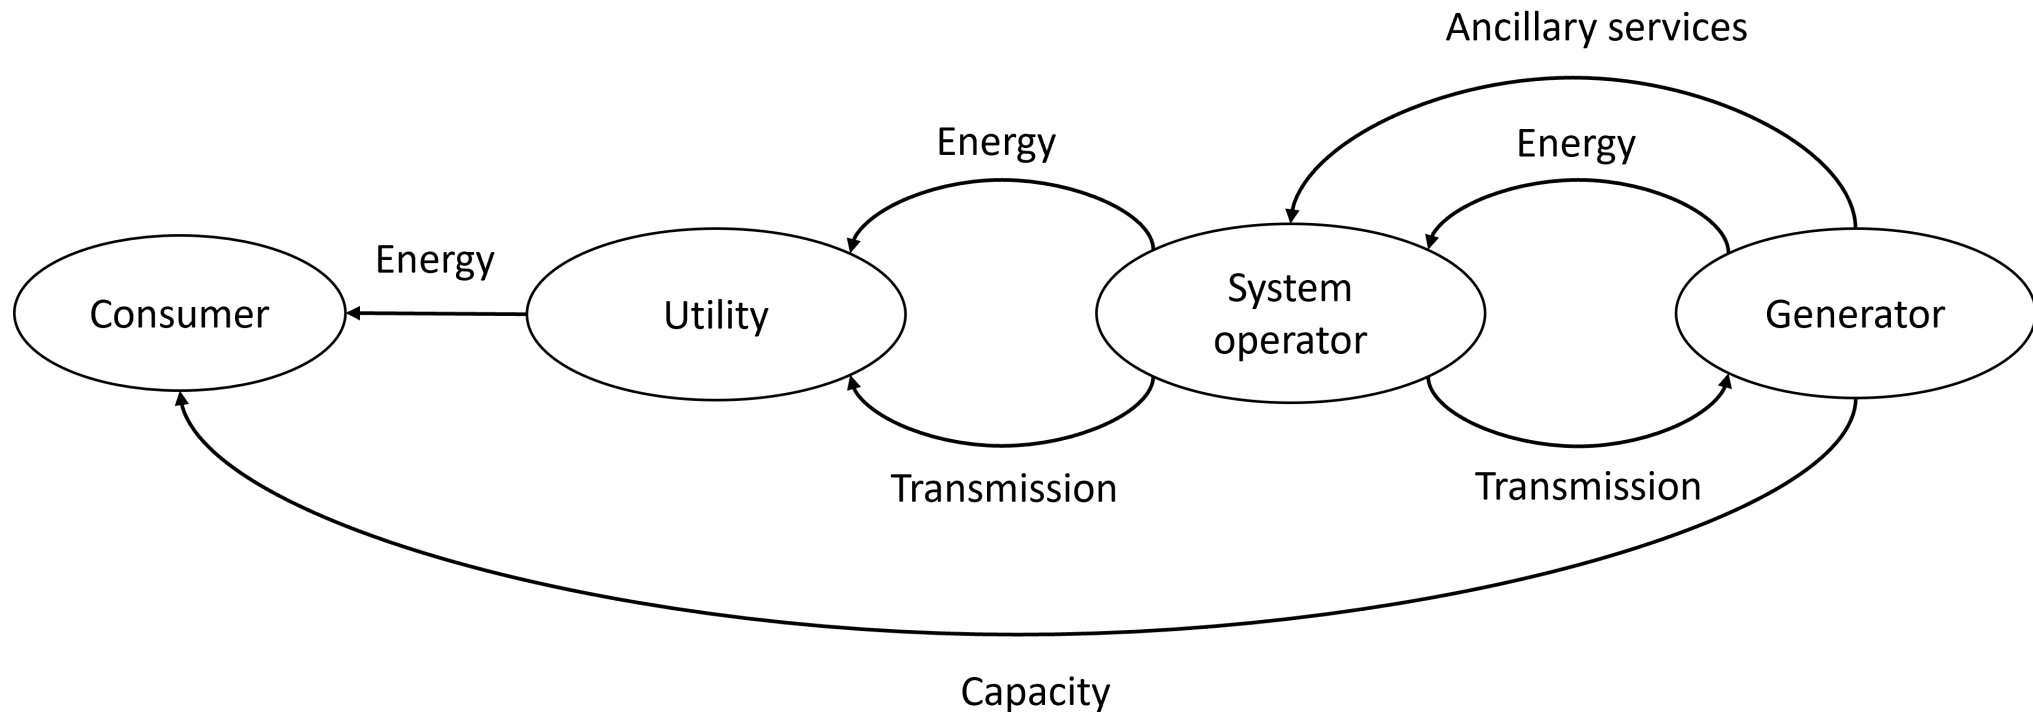 Ancillary services
Energy
Energy
Energy
Consumer
Utility
System
operator
Generator
Transmission
Transmission
Capacity